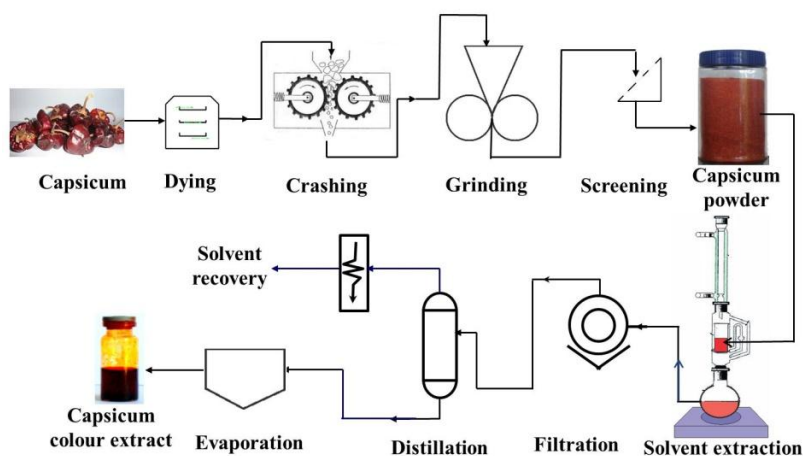 Capsicum
Dying
Crashing
Grinding
Screening
Capsicum
powder
Solvent
recovery
Capsicum
colour extract
Evaporation
Distillation
Filtration
Solvent extraction